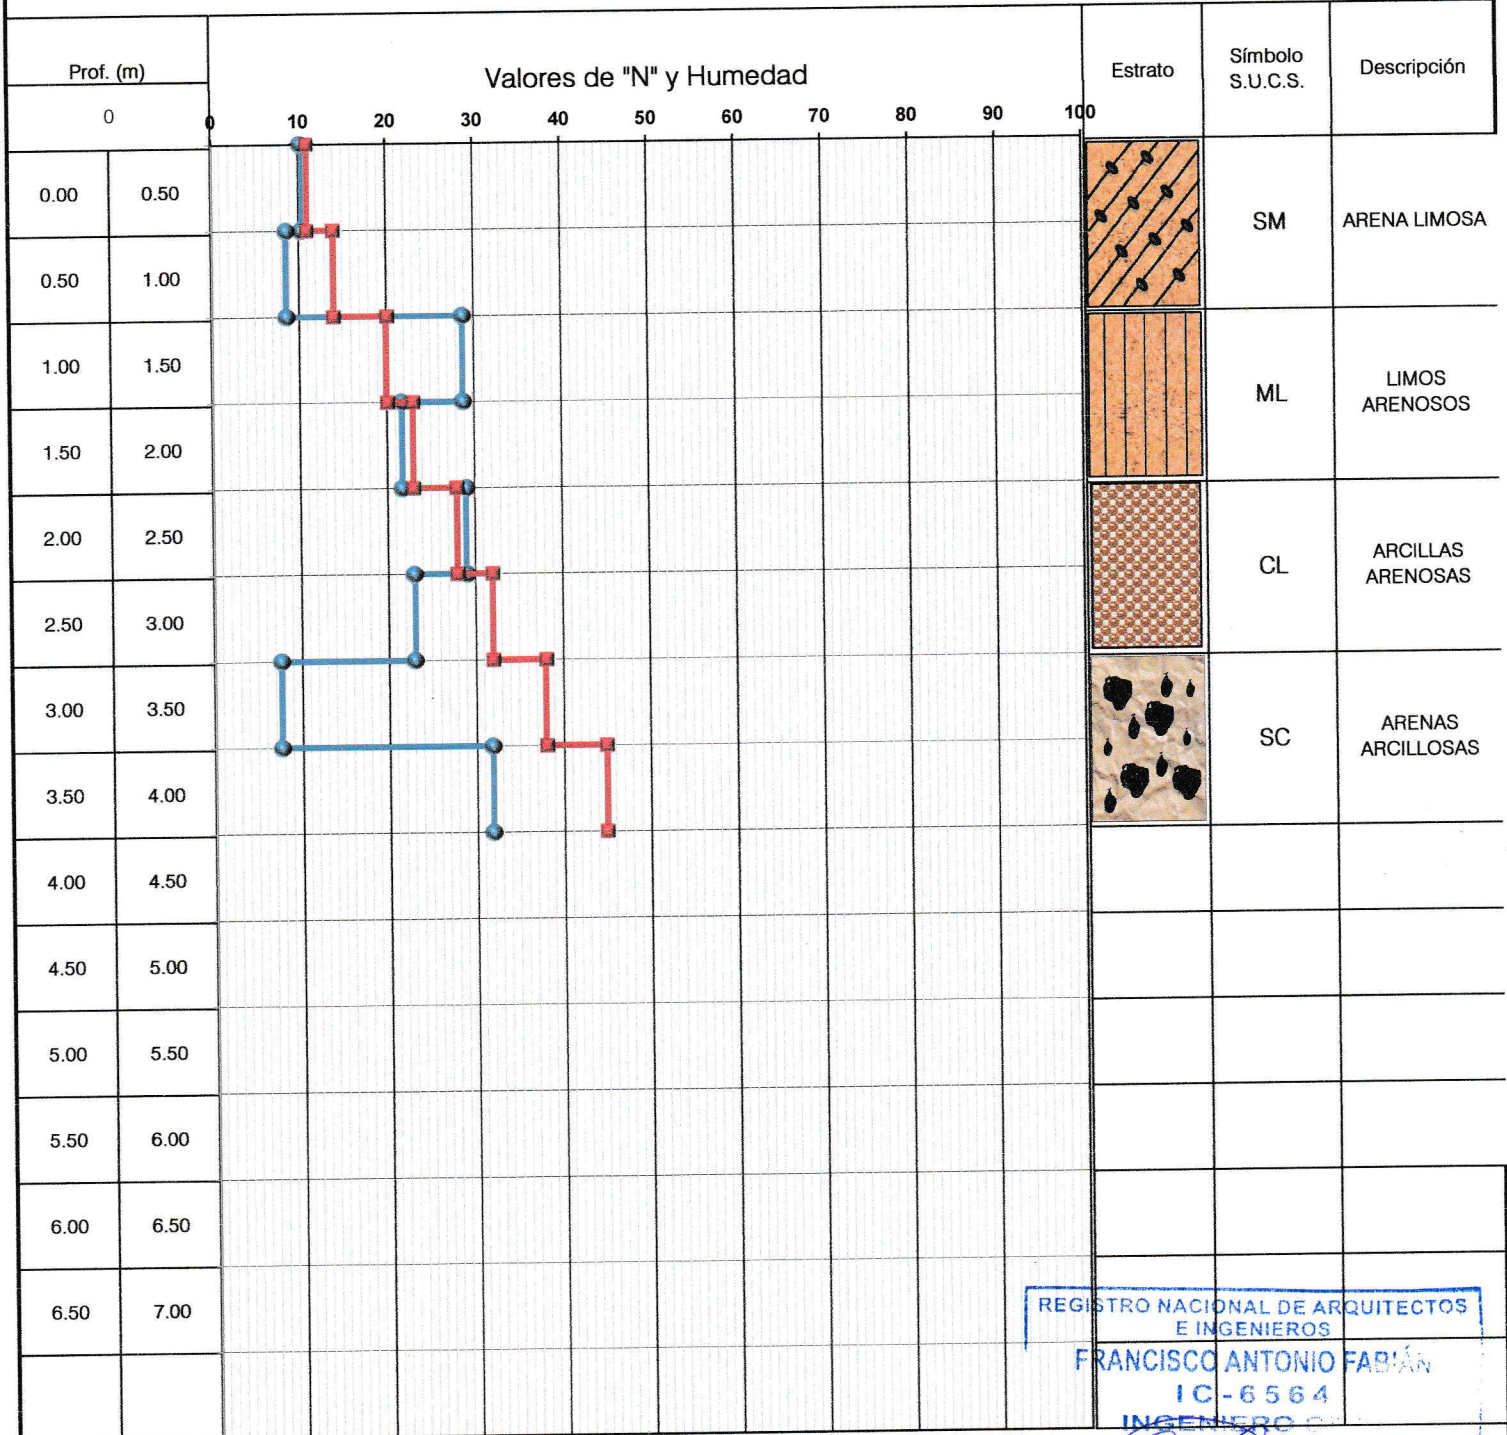 Prof. (m)
Valores de "N" y Humedad
Estrato
Símbolo
S.U.C.S.
Descripción
0
0 10 20 30 40 50 60 70 80 90 100
0.00 0.50
SM
ARENA LIMOSA
0.50 1.00
1.00 1.50
ML
LIMOS
ARENOSOS
1.50 2.00
2.00 2.50
CL
ARCILLAS
ARENOSAS
2.50 3.00
3.00 3.50
SC
ARENAS
ARCILLOSAS
3.50 4.00
4.00 4.50
4.50 5.00
5.00 5.50
5.50 6.00
6.00 6.50
6.50 7.00
REGISTRO NACIONAL DE ARQUITECTOS
E INGENIEROS
FRANCISCO ANTONIO FABIÁN
IC-6564
INGENIERO